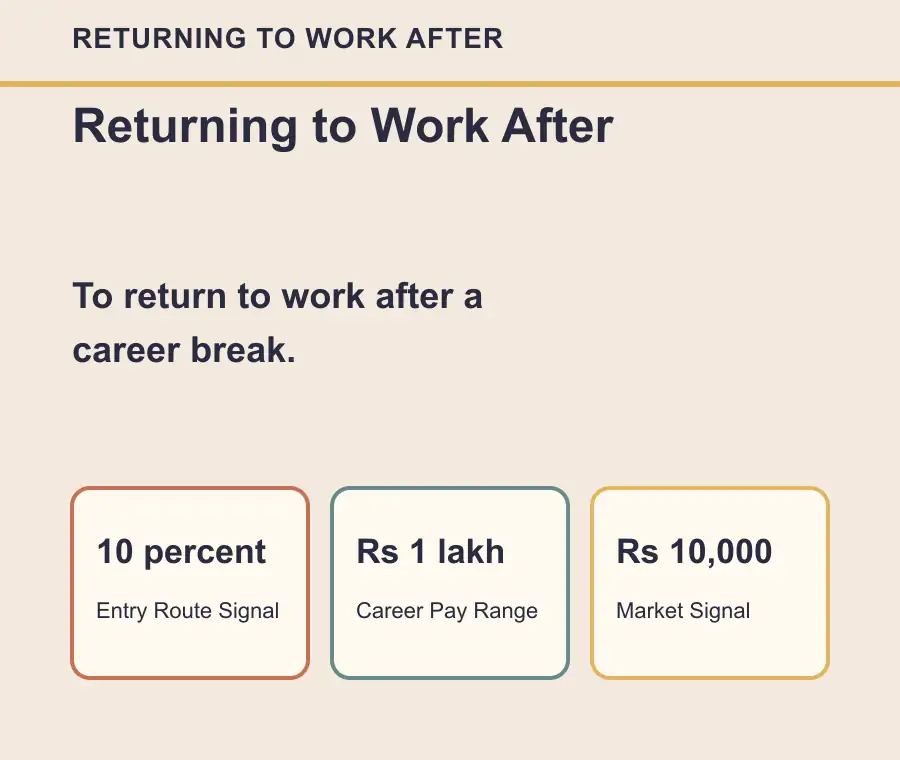 RETURNING TO WORK AFTER
Returning to Work After
To return to work after a
career break.
10 percent
Entry Route Signal
Rs 1 lakh
Career Pay Range
Rs 10,000
Market Signal